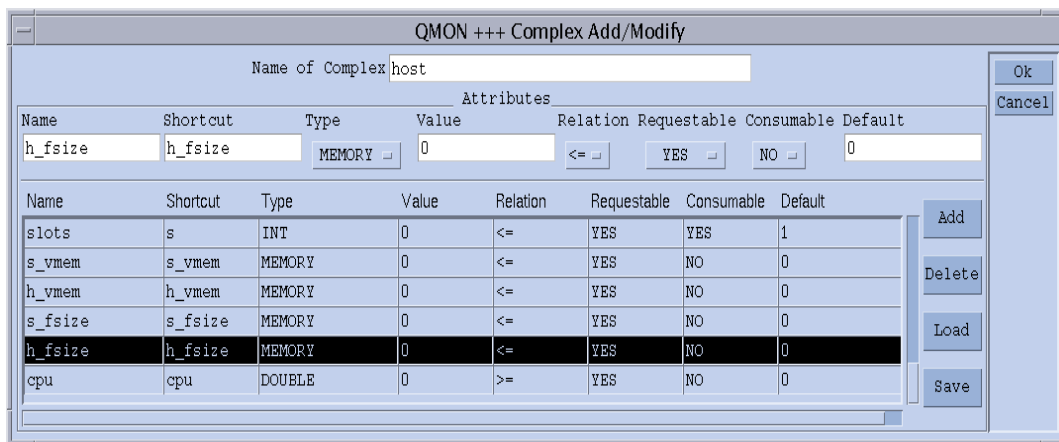 QMON +++ Complex Add/Modify
Name of Complex host
Ok
Cancel
Attributes
Name Shortcut Type Value Relation Requestable Consumable Default
h_fsize h_fsize MEMORY 0 <= YES NO 0
Name Shortcut Type Value Relation Requestable Consumable Default
slots s INT 0 <= YES YES 1
s_vmem s_vmem MEMORY 0 <= YES NO 0
h_vmem h_vmem MEMORY 0 <= YES NO 0
s_fsize s_fsize MEMORY 0 <= YES NO 0
h_fsize h_fsize MEMORY 0 <= YES NO 0
cpu cpu DOUBLE 0 >= YES NO 0
Add
Delete
Load
Save